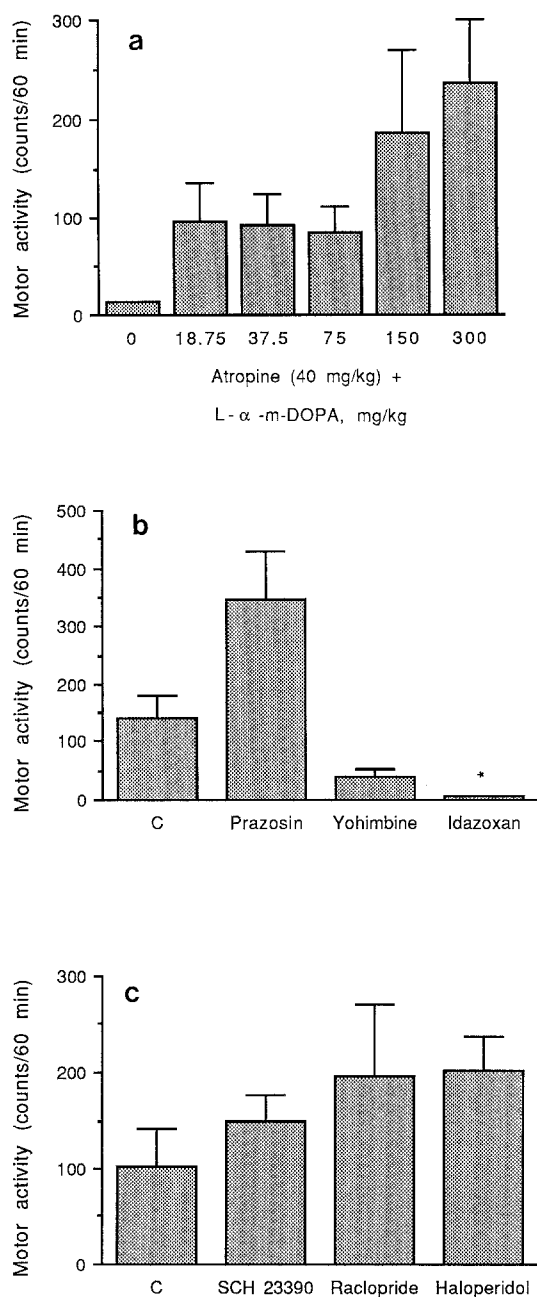 a
Motor activity (counts/60 min)
300
200
100
0
0 18.75 37.5 75 150 300
Atropine (40 mg/kg) +
L - α -m-DOPA, mg/kg
b
Motor activity (counts/60 min)
500
400
300
200
100
0
*
C Prazosin Yohimbine Idazoxan
c
Motor activity (counts/60 min)
300
200
100
0
C SCH 23390 Raclopride Haloperidol